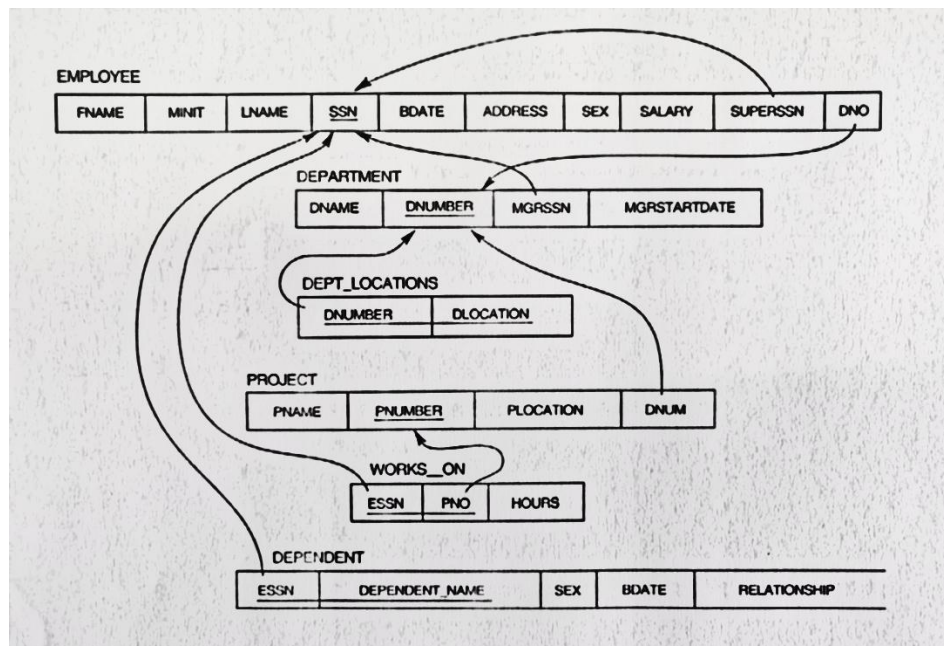 EMPLOYEE
FNAME MINIT LNAME SSN BDATE ADDRESS SEX SALARY SUPERSSN DNO
DEPARTMENT
DNAME DNUMBER MGRSSN MGRSTARTDATE
DEPT_LOCATIONS
DNUMBER DLOCATION
PROJECT
PNAME PNUMBER PLOCATION DNUM
WORKS_ON
ESSN PNO HOURS
DEPENDENT
ESSN DEPENDENT_NAME SEX BDATE RELATIONSHIP